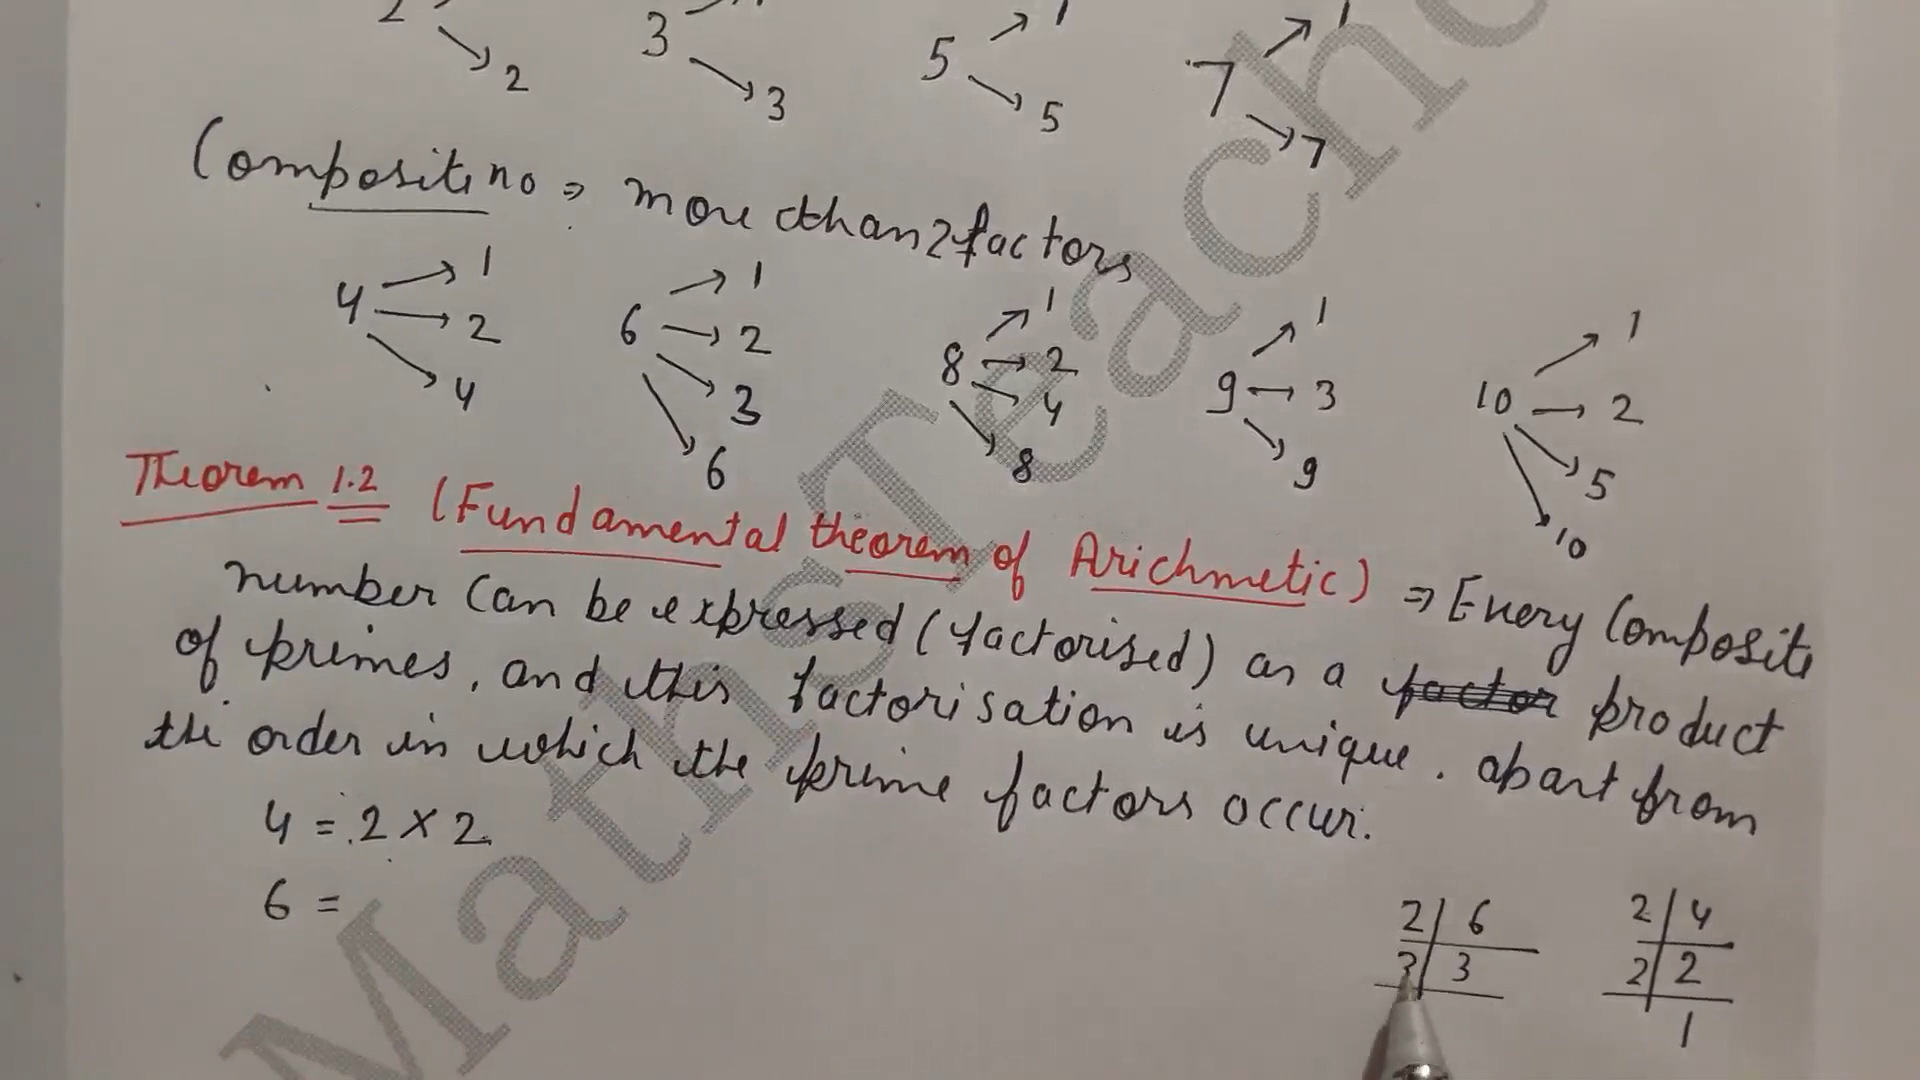 2 3 5 1 7 1
2 3 5 7
Composite no ⇒ more than 2 factors
4 → 1 → 2 → 4
6 → 1 → 2 → 3 → 6
8 → 1 → 2 → 4 → 8
9 → 1 → 3 → 9
10 → 1 → 2 → 5 → 10
Theorem 1.2 (Fundamental theorem of Arithmetic) ⇒ Every Composite
number can be expressed (factorised) as a factor product
of primes, and this factorisation is unique. apart from
the order in which the prime factors occur.
4 = 2 × 2
6 =
2 | 6
3 | 3
2 | 4
2 | 2
1
Maths Teache